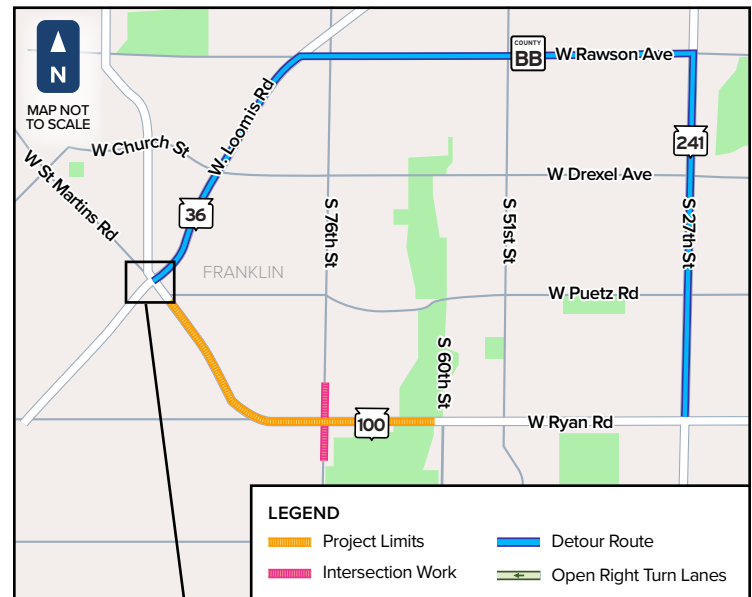 N
MAP NOT
TO SCALE
COUNTY
BB
W Rawson Ave
W. Loomis Rd
W Church St
W St Martins Rd
241
W Drexel Ave
36
S 76th St
S 51st St
S 27th St
FRANKLIN
W Puetz Rd
S 60th St
100
W Ryan Rd
LEGEND
Project Limits
Detour Route
Intersection Work
Open Right Turn Lanes